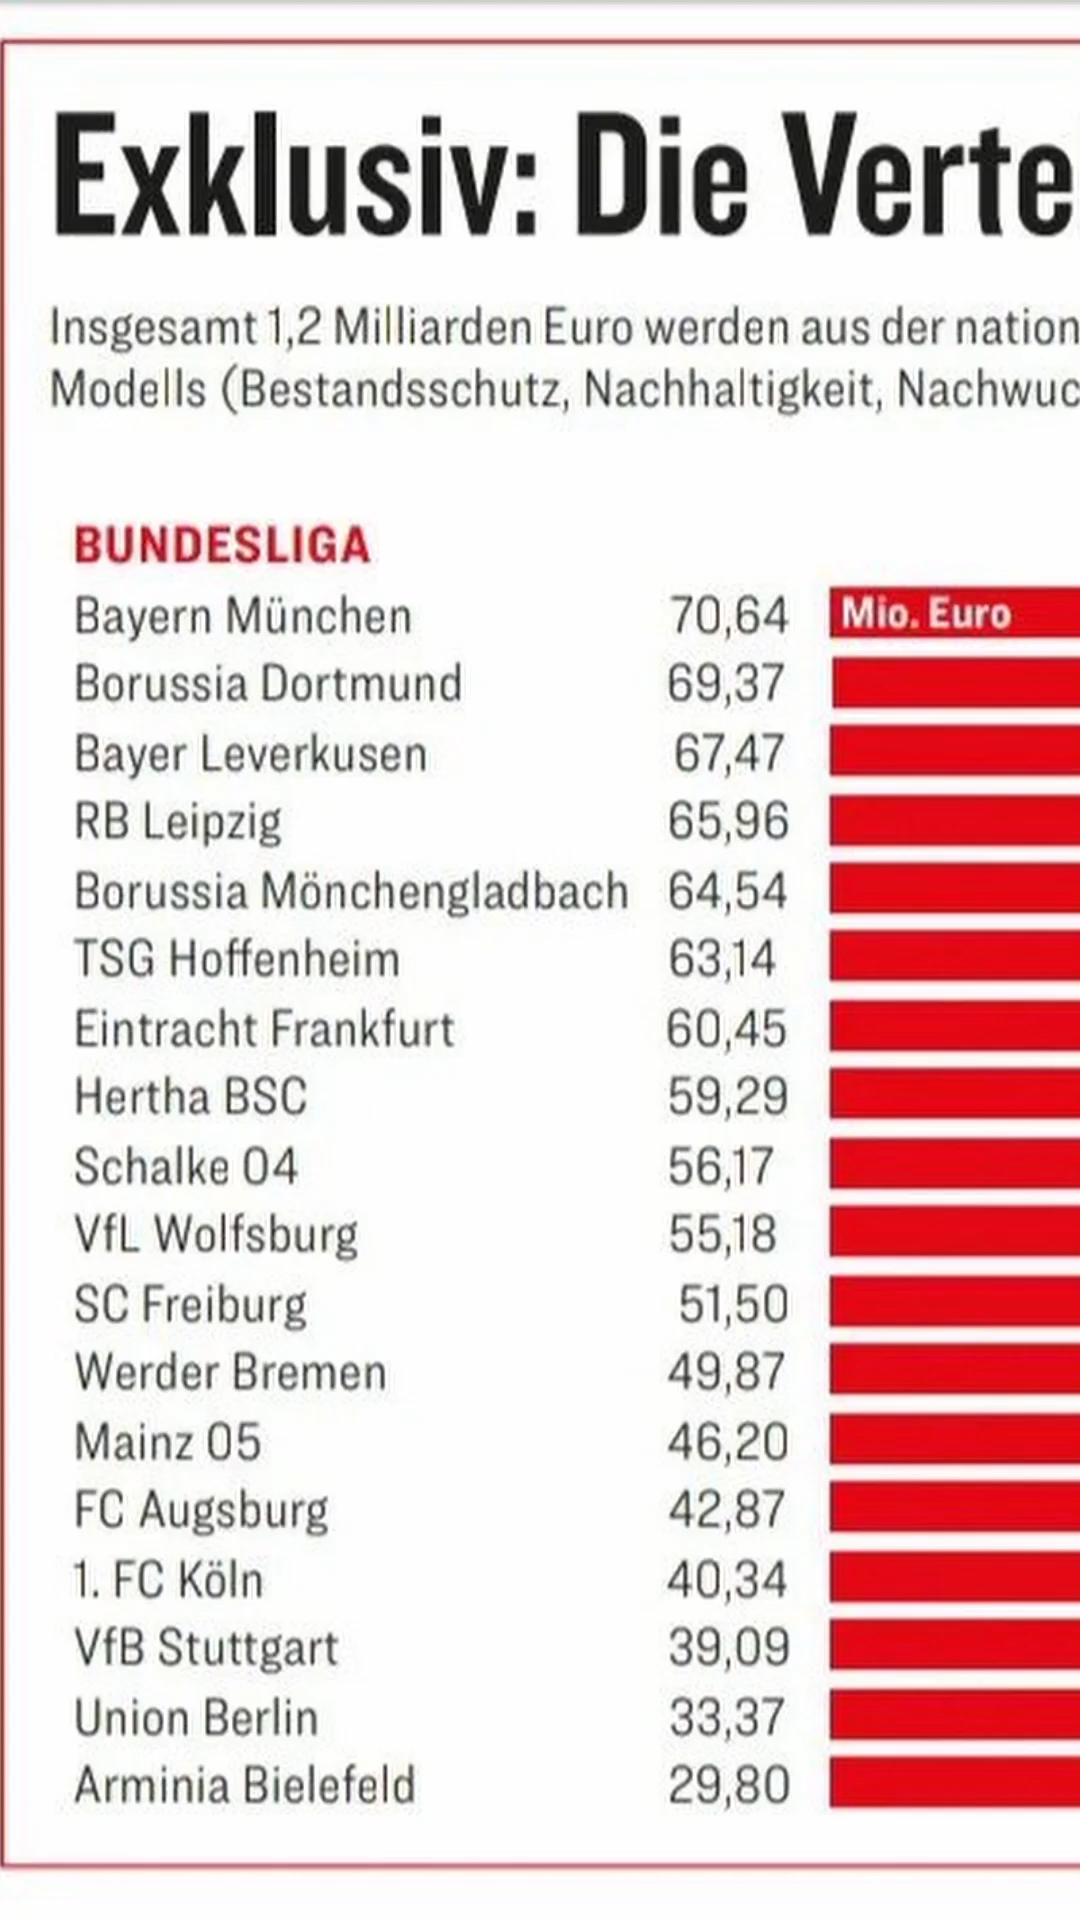 Exklusiv: Die Verte
Insgesamt 1,2 Milliarden Euro werden aus der nation
Modells (Bestandsschutz, Nachhaltigkeit, Nachwuc
BUNDESLIGA
Bayern München 70,64 Mio. Euro
Borussia Dortmund 69,37
Bayer Leverkusen 67,47
RB Leipzig 65,96
Borussia Mönchengladbach 64,54
TSG Hoffenheim 63,14
Eintracht Frankfurt 60,45
Hertha BSC 59,29
Schalke 04 56,17
VfL Wolfsburg 55,18
SC Freiburg 51,50
Werder Bremen 49,87
Mainz 05 46,20
FC Augsburg 42,87
1. FC Köln 40,34
VfB Stuttgart 39,09
Union Berlin 33,37
Arminia Bielefeld 29,80